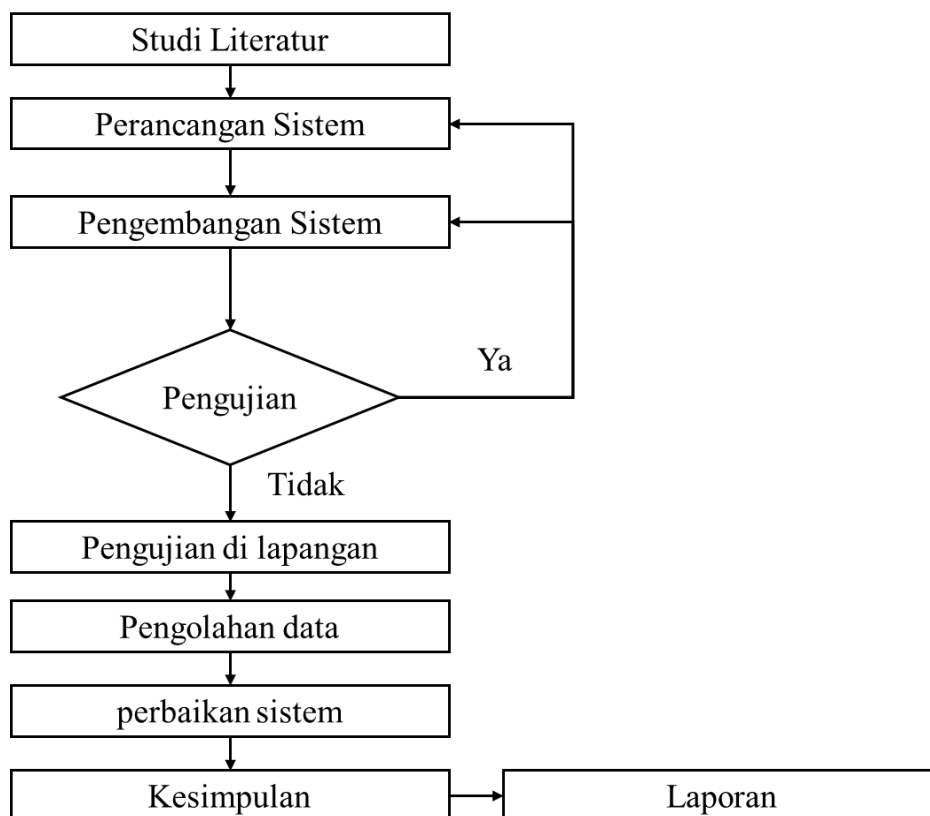 Studi Literatur
Perancangan Sistem
Pengembangan Sistem
Ya
Pengujian
Tidak
Pengujian di lapangan
Pengolahan data
perbaikan sistem
Kesimpulan
Laporan